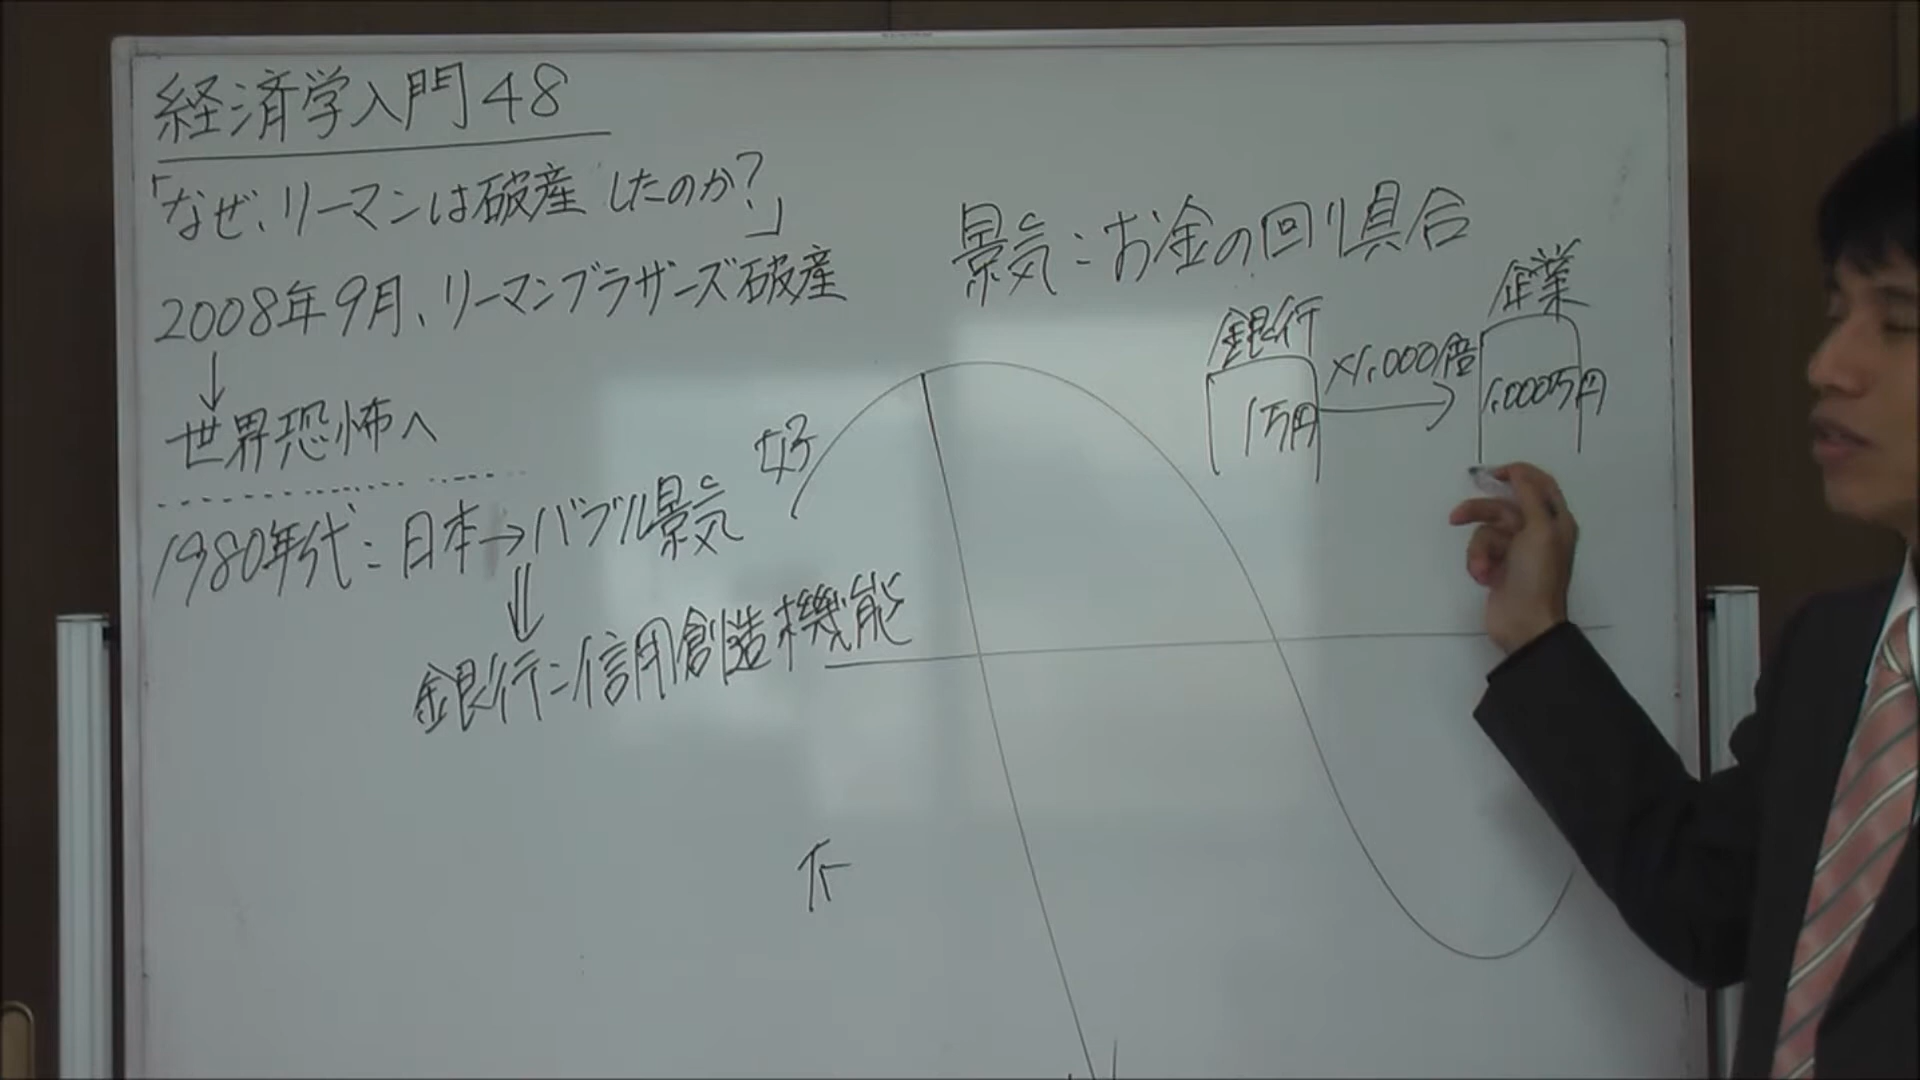 経済学入門48
「なぜ、リーマンは破産したのか?」
2008年9月、リーマンブラザーズ破産
↓
世界恐怖へ
1980年代:日本→バブル景気
⇓
銀行:信用創造機能
景気:お金の回り具合
銀行
1万円
×1,000倍
企業
1,000万円
好
不